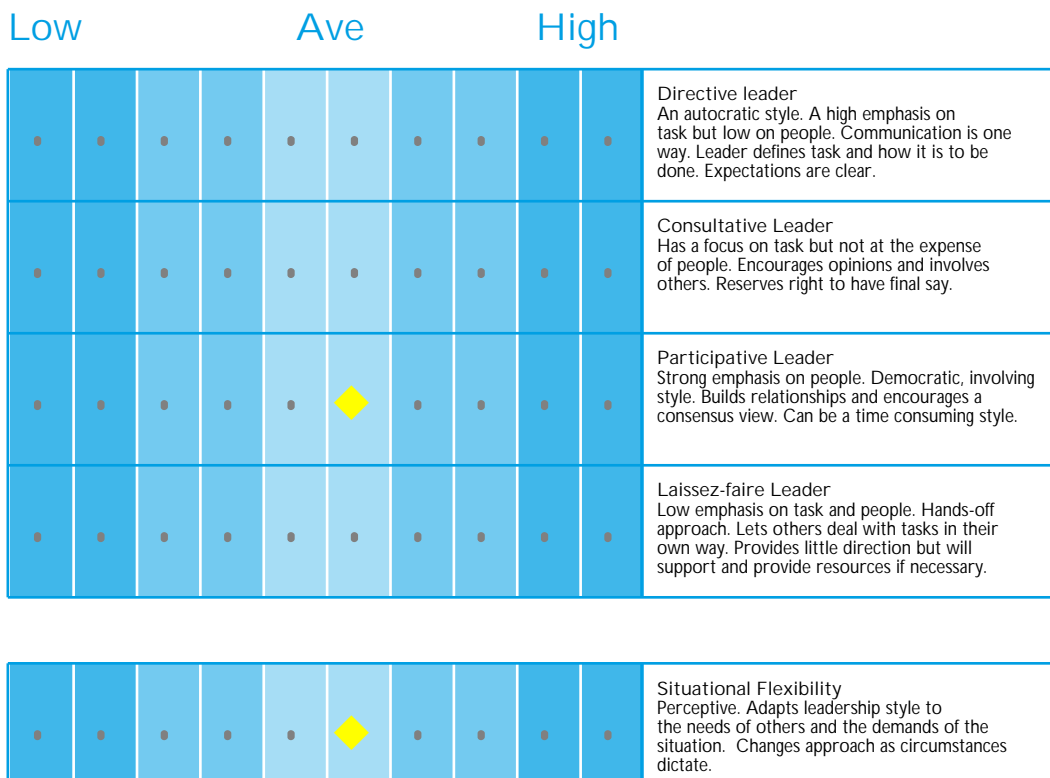 Low Ave High
Directive leader
An autocratic style. A high emphasis on
task but low on people. Communication is one
way. Leader defines task and how it is to be
done. Expectations are clear.
Consultative Leader
Has a focus on task but not at the expense
of people. Encourages opinions and involves
others. Reserves right to have final say.
Participative Leader
Strong emphasis on people. Democratic, involving
style. Builds relationships and encourages a
consensus view. Can be a time consuming style.
Laissez-faire Leader
Low emphasis on task and people. Hands-off
approach. Lets others deal with tasks in their
own way. Provides little direction but will
support and provide resources if necessary.
Situational Flexibility
Perceptive. Adapts leadership style to
the needs of others and the demands of the
situation.  Changes approach as circumstances
dictate.